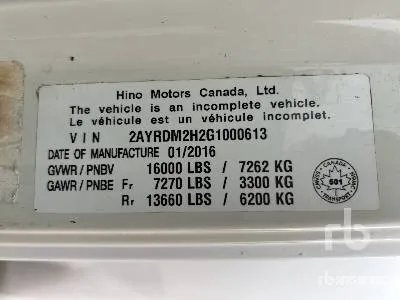 Hino Motors Canada, Ltd.
The vehicle is an incomplete vehicle.
Le véhicule est un véhicule incomplet.
VIN 2AYRDM2H2G1000613
DATE OF MANUFACTURE 01/2016
GVWR / PNBV 16000 LBS / 7262 KG
GAWR / PNBE Fr 7270 LBS / 3300 KG
Rr 13660 LBS / 6200 KG
CANADA
601
TRANSPORT
rb